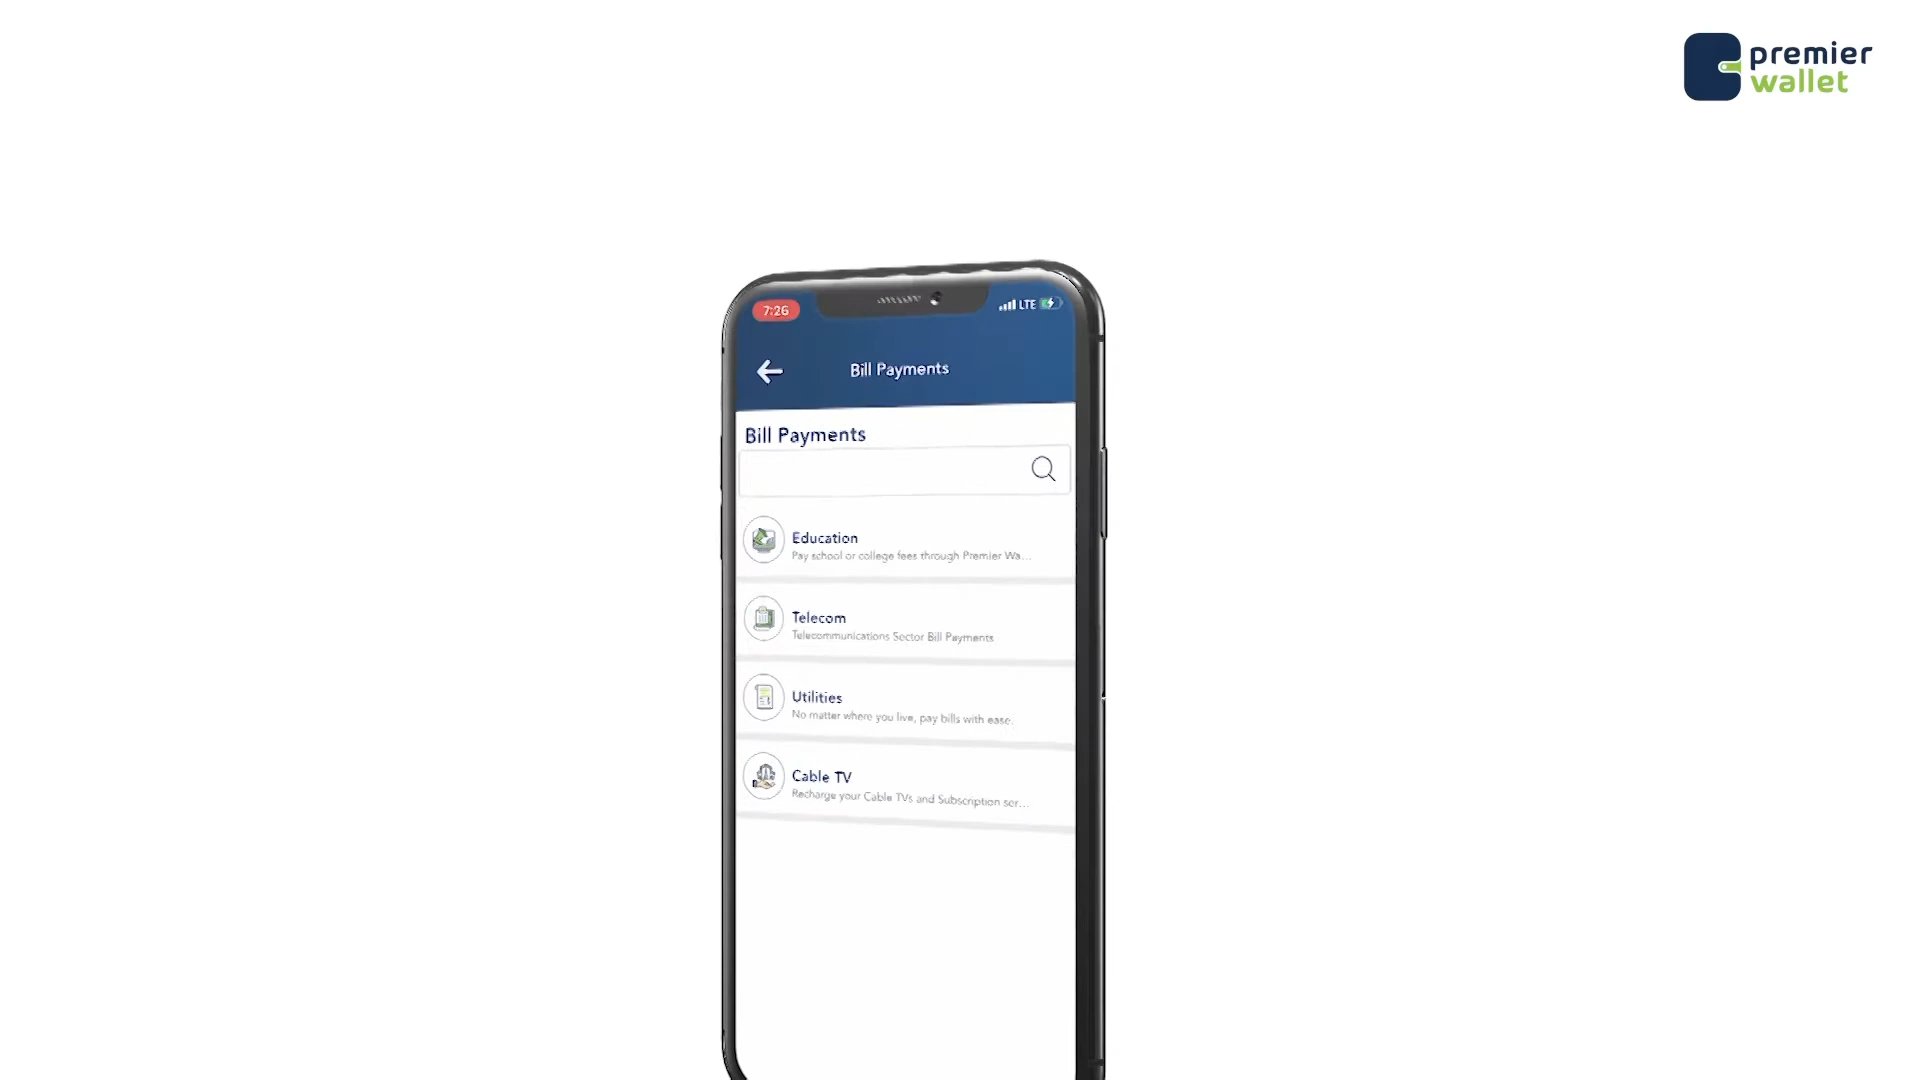 premier
wallet
7:26
LTE
Bill Payments
Bill Payments
Education
Pay school or college fees through Premier Wa...
Telecom
Telecommunications Sector Bill Payments
Utilities
No matter where you live, pay bills with ease.
Cable TV
Recharge your Cable TVs and Subscription ser...